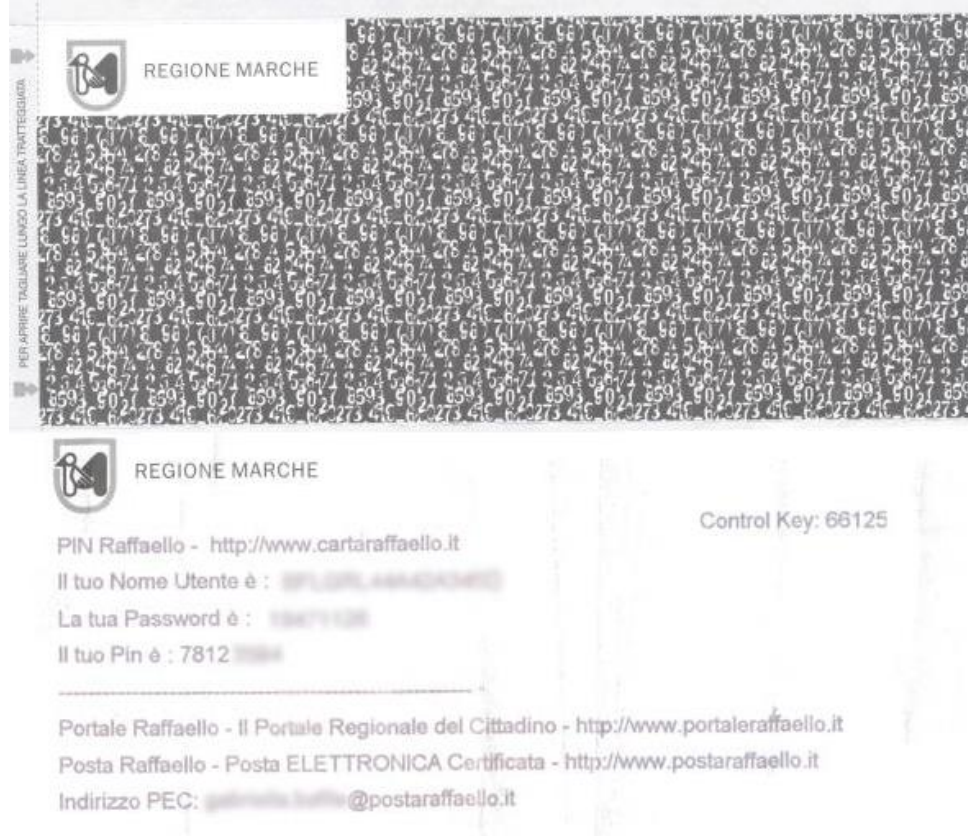 PER APRIRE TAGLIARE LUNGO LA LINEA TRATTEGGIATA
REGIONE MARCHE
REGIONE MARCHE
Control Key: 66125
PIN Raffaello - http://www.cartaraffaello.it
Il tuo Nome Utente è :
La tua Password è :
Il tuo Pin è : 7812
Portale Raffaello - Il Portale Regionale del Cittadino - http://www.portaleraffaello.it
Posta Raffaello - Posta ELETTRONICA Certificata - http://www.postaraffaello.it
Indirizzo PEC: @postaraffaello.it